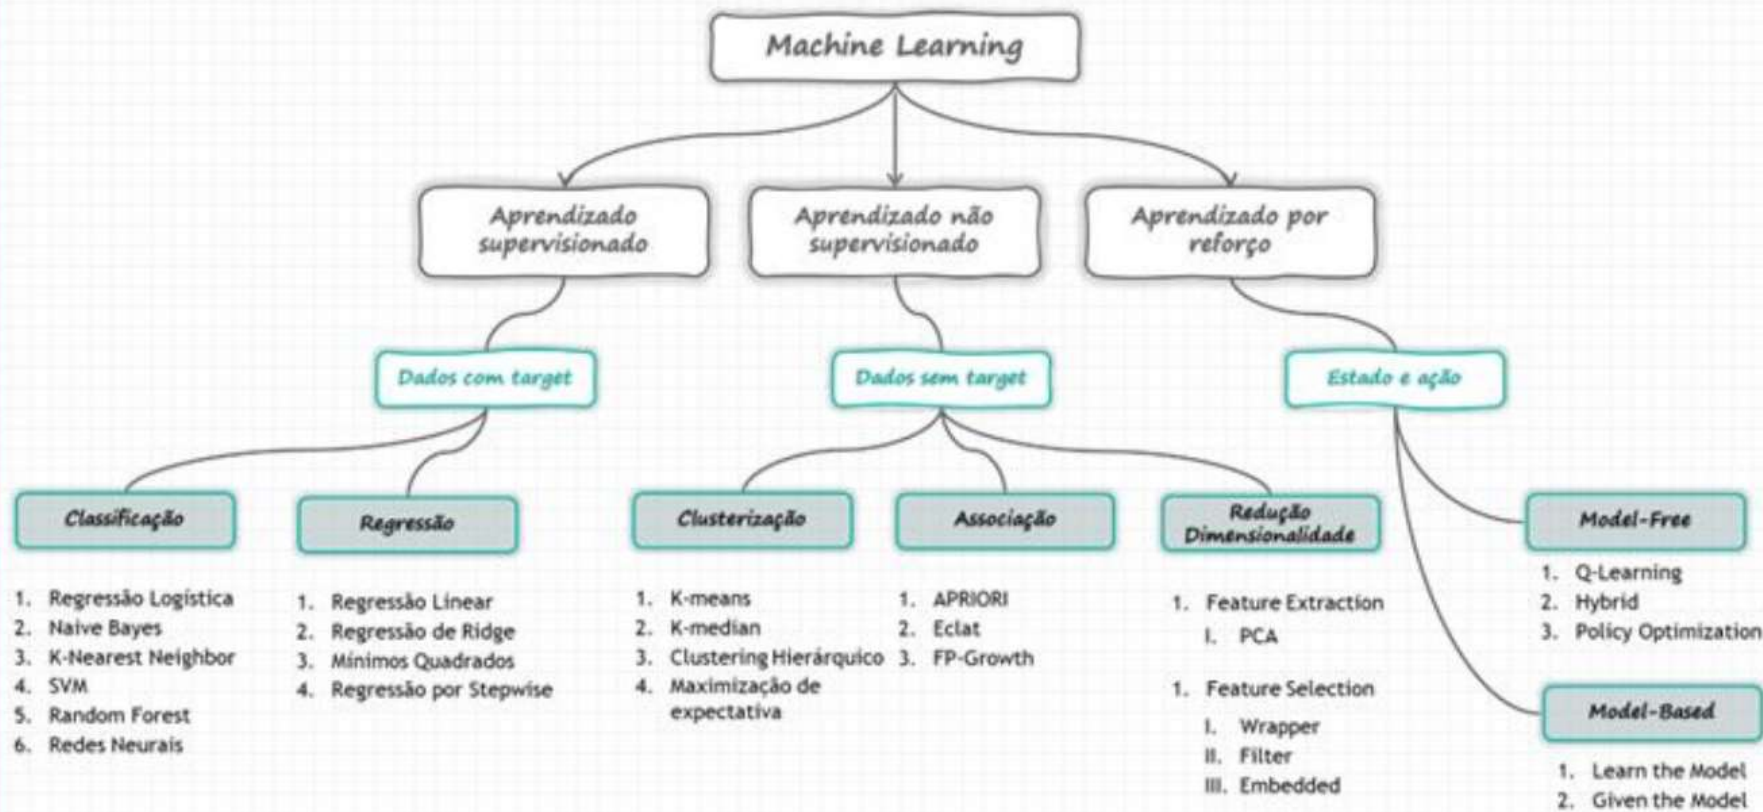 Machine Learning
Aprendizado
supervisionado
Aprendizado não
supervisionado
Aprendizado por
reforço
Dados com target
Dados sem target
Estado e ação
Classificação
1. Regressão Logística
2. Naive Bayes
3. K-Nearest Neighbor
4. SVM
5. Random Forest
6. Redes Neurais
Regressão
1. Regressão Linear
2. Regressão de Ridge
3. Mínimos Quadrados
4. Regressão por Stepwise
Clusterização
1. K-means
2. K-median
3. Clustering Hierárquico
4. Maximização de
expectativa
Associação
1. APRIORI
2. Eclat
3. FP-Growth
Redução
Dimensionalidade
1. Feature Extraction
I. PCA
1. Feature Selection
I. Wrapper
II. Filter
III. Embedded
Model-Free
1. Q-Learning
2. Hybrid
3. Policy Optimization
Model-Based
1. Learn the Model
2. Given the Model